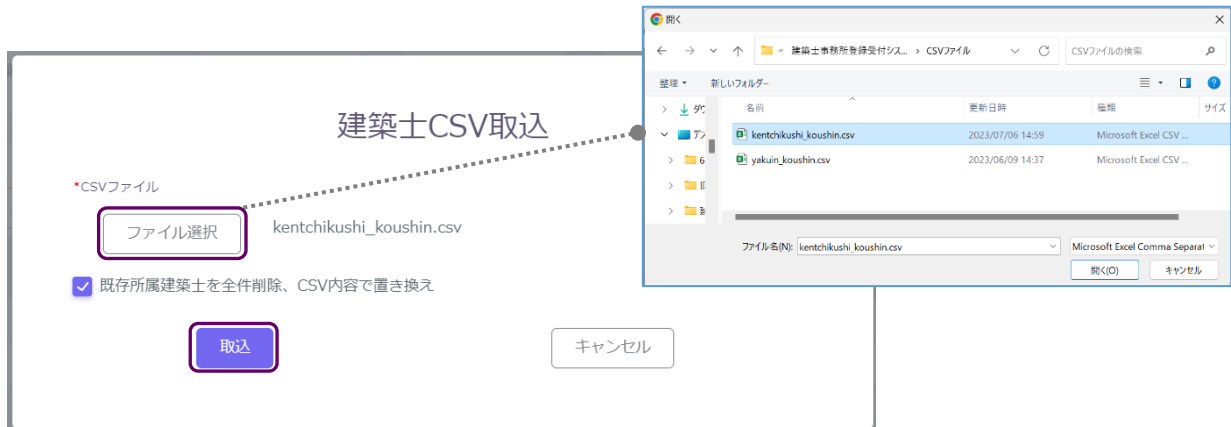 開く
« 建築士事務所登録受付シス... › CSVファイル
CSVファイルの検索
整理
新しいフォルダー
名前
更新日時
種類
サイズ
kentchikushi_koushin.csv
2023/07/06 14:59
Microsoft Excel CSV ...
6
yakuin_koushin.csv
2023/06/09 14:37
Microsoft Excel CSV ...
ファイル名(N):
kentchikushi_koushin.csv
Microsoft Excel Comma Separat
開く(O)
キャンセル
建築士CSV取込
*CSVファイル
ファイル選択
kentchikushi_koushin.csv
既存所属建築士を全件削除、CSV内容で置き換え
取込
キャンセル